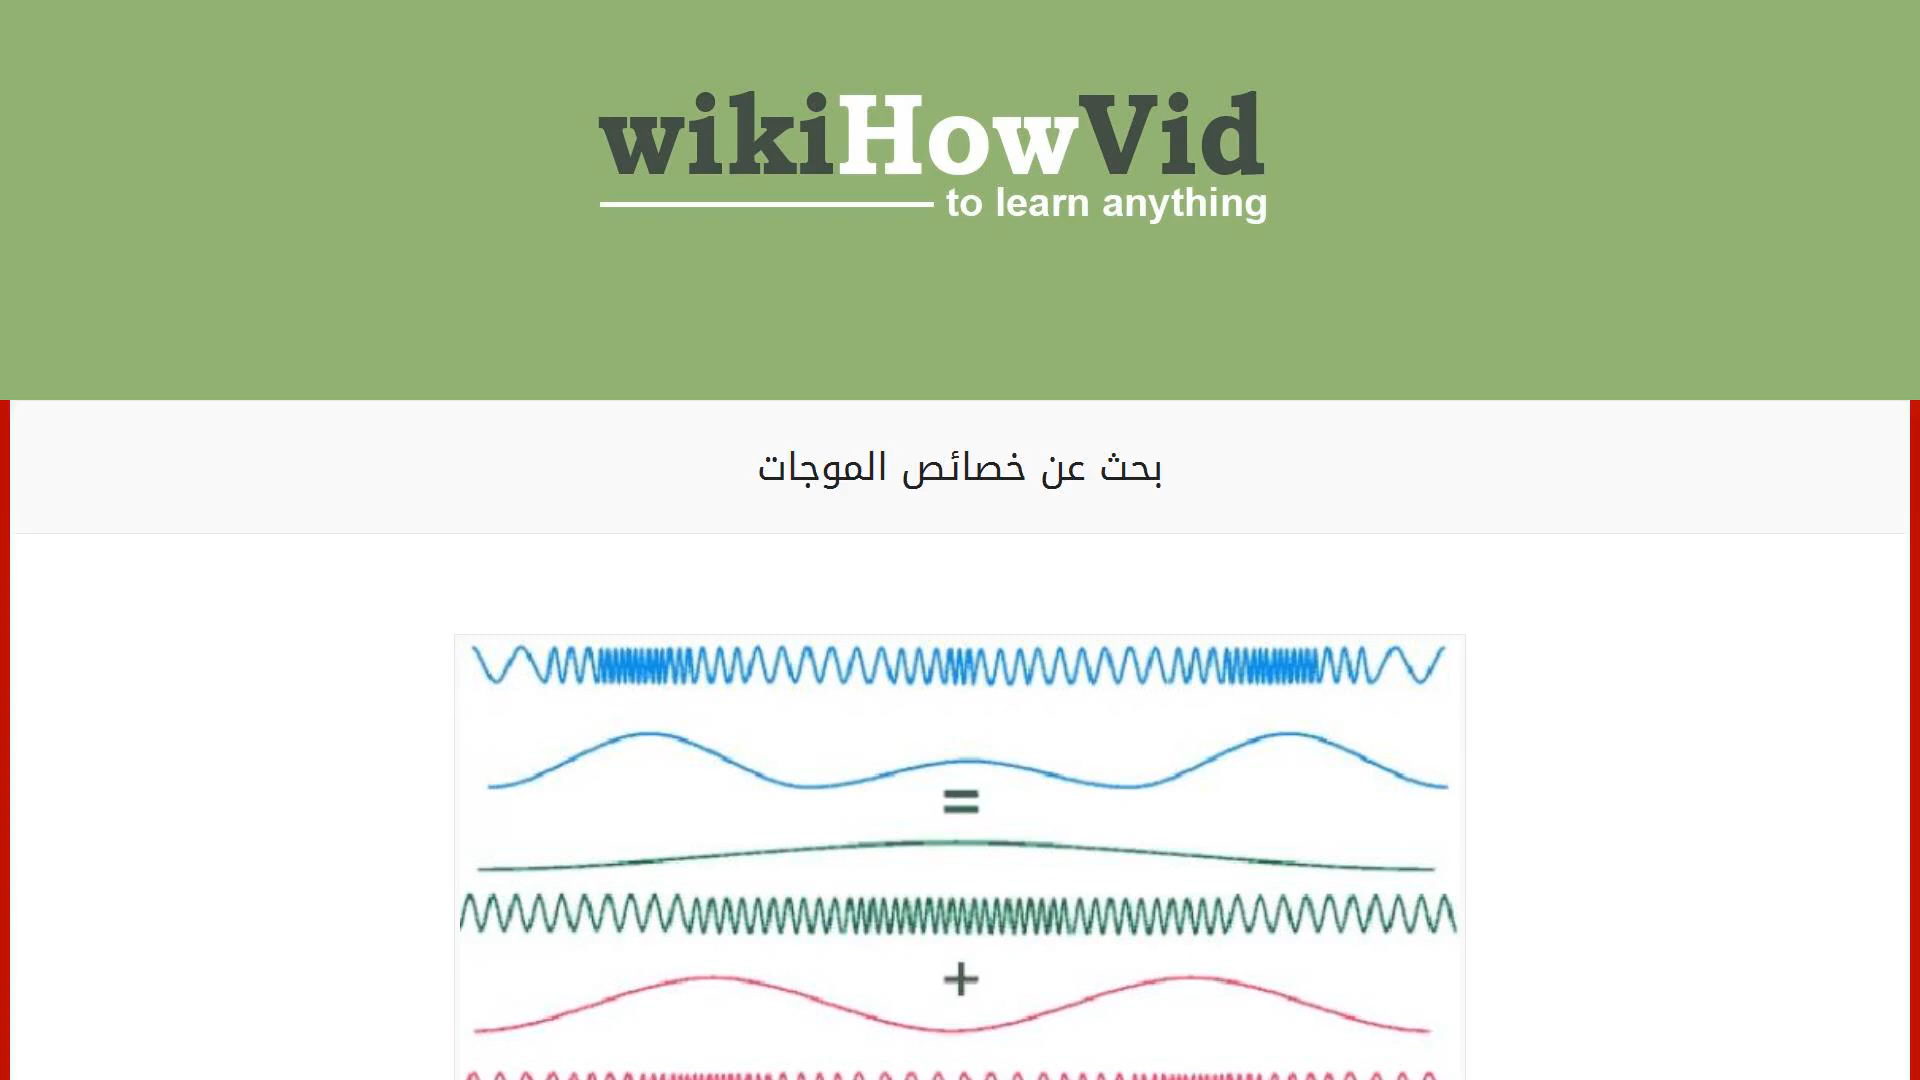 wikiHowVid
to learn anything
بحث عن خصائص الموجات
=
+